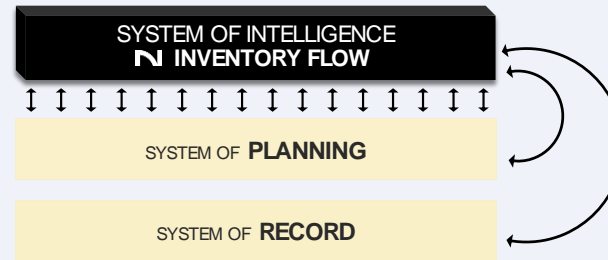 SYSTEM OF INTELLIGENCE
INVENTORY FLOW
SYSTEM OF PLANNING
SYSTEM OF RECORD